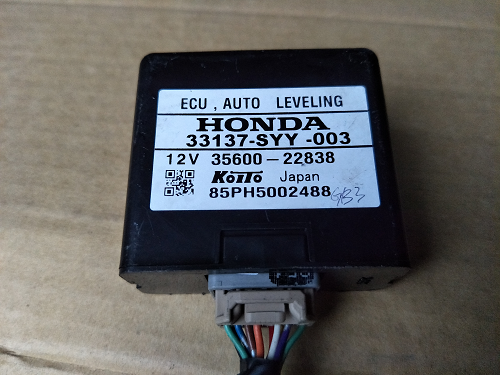 ECU , AUTO LEVELING
HONDA
33137-SYY -003
12V 35600-22838
KOITO Japan
85PH5002488